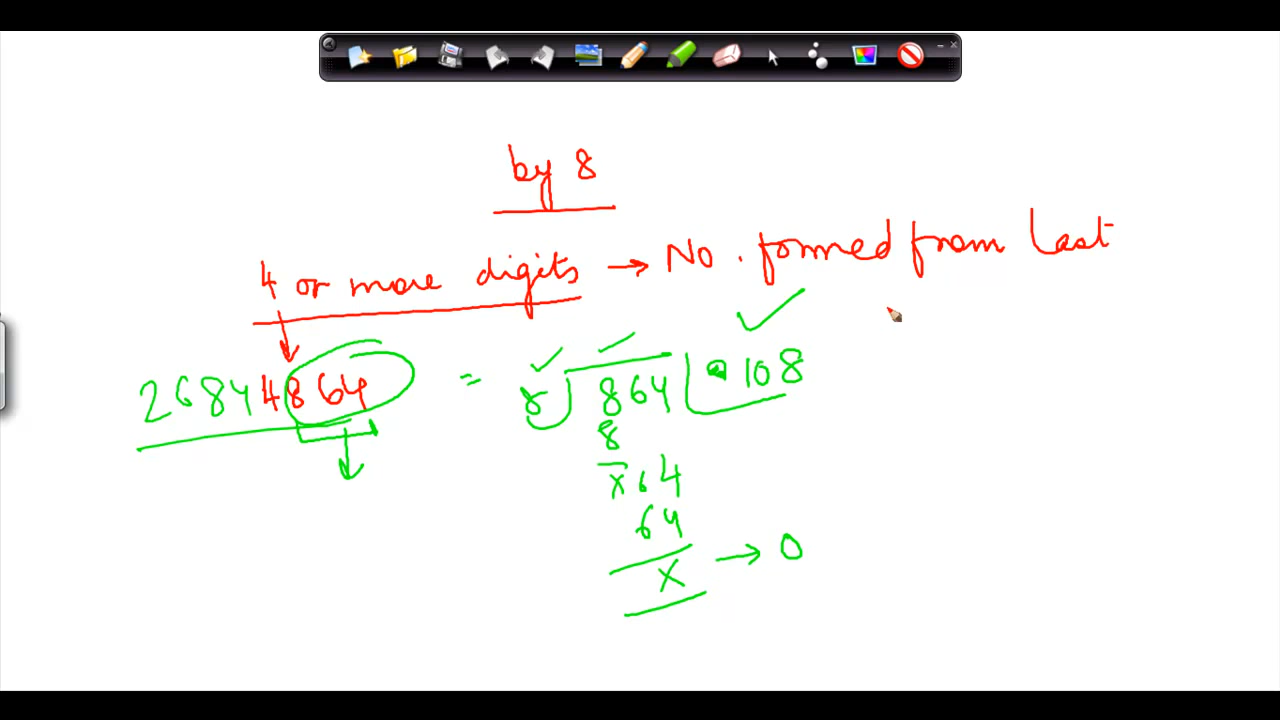 by 8
4 or more digits → No. formed from last
26844864 = 8 ) 864 ( 108
8
x64
64
x → 0